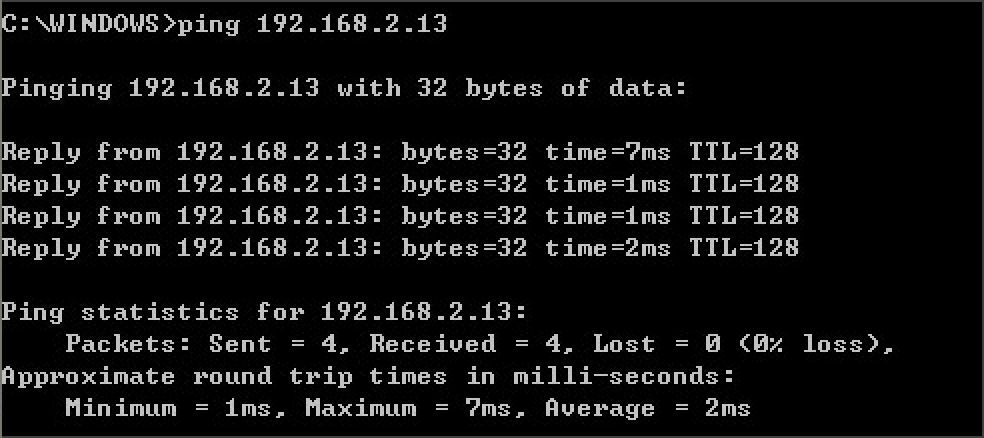 C:\WINDOWS>ping 192.168.2.13
Pinging 192.168.2.13 with 32 bytes of data:
Reply from 192.168.2.13: bytes=32 time=7ms TTL=128
Reply from 192.168.2.13: bytes=32 time=1ms TTL=128
Reply from 192.168.2.13: bytes=32 time=1ms TTL=128
Reply from 192.168.2.13: bytes=32 time=2ms TTL=128
Ping statistics for 192.168.2.13:
Packets: Sent = 4, Received = 4, Lost = 0 (0% loss),
Approximate round trip times in milli-seconds:
Minimum = 1ms, Maximum = 7ms, Average = 2ms